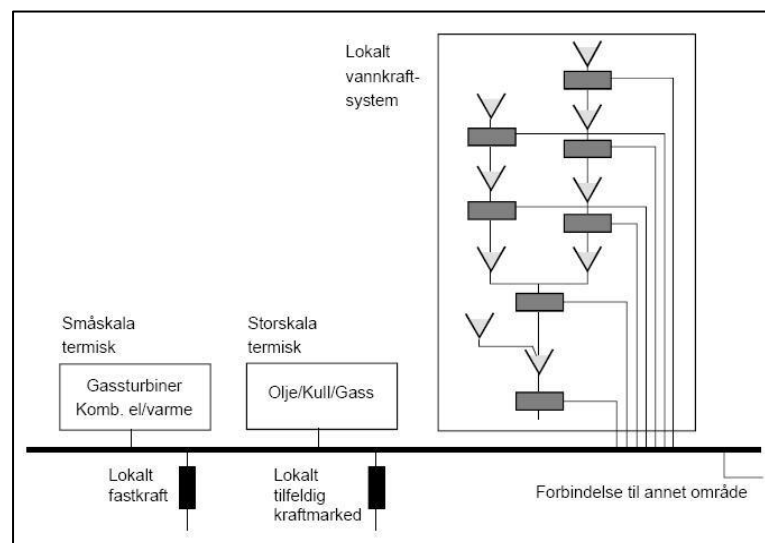 Lokalt
vannkraft-
system
Småskala
termisk
Storskala
termisk
Gassturbiner
Komb. el/varme
Olje/Kull/Gass
Lokalt
fastkraft
Lokalt
tilfeldig
kraftmarked
Forbindelse til annet område